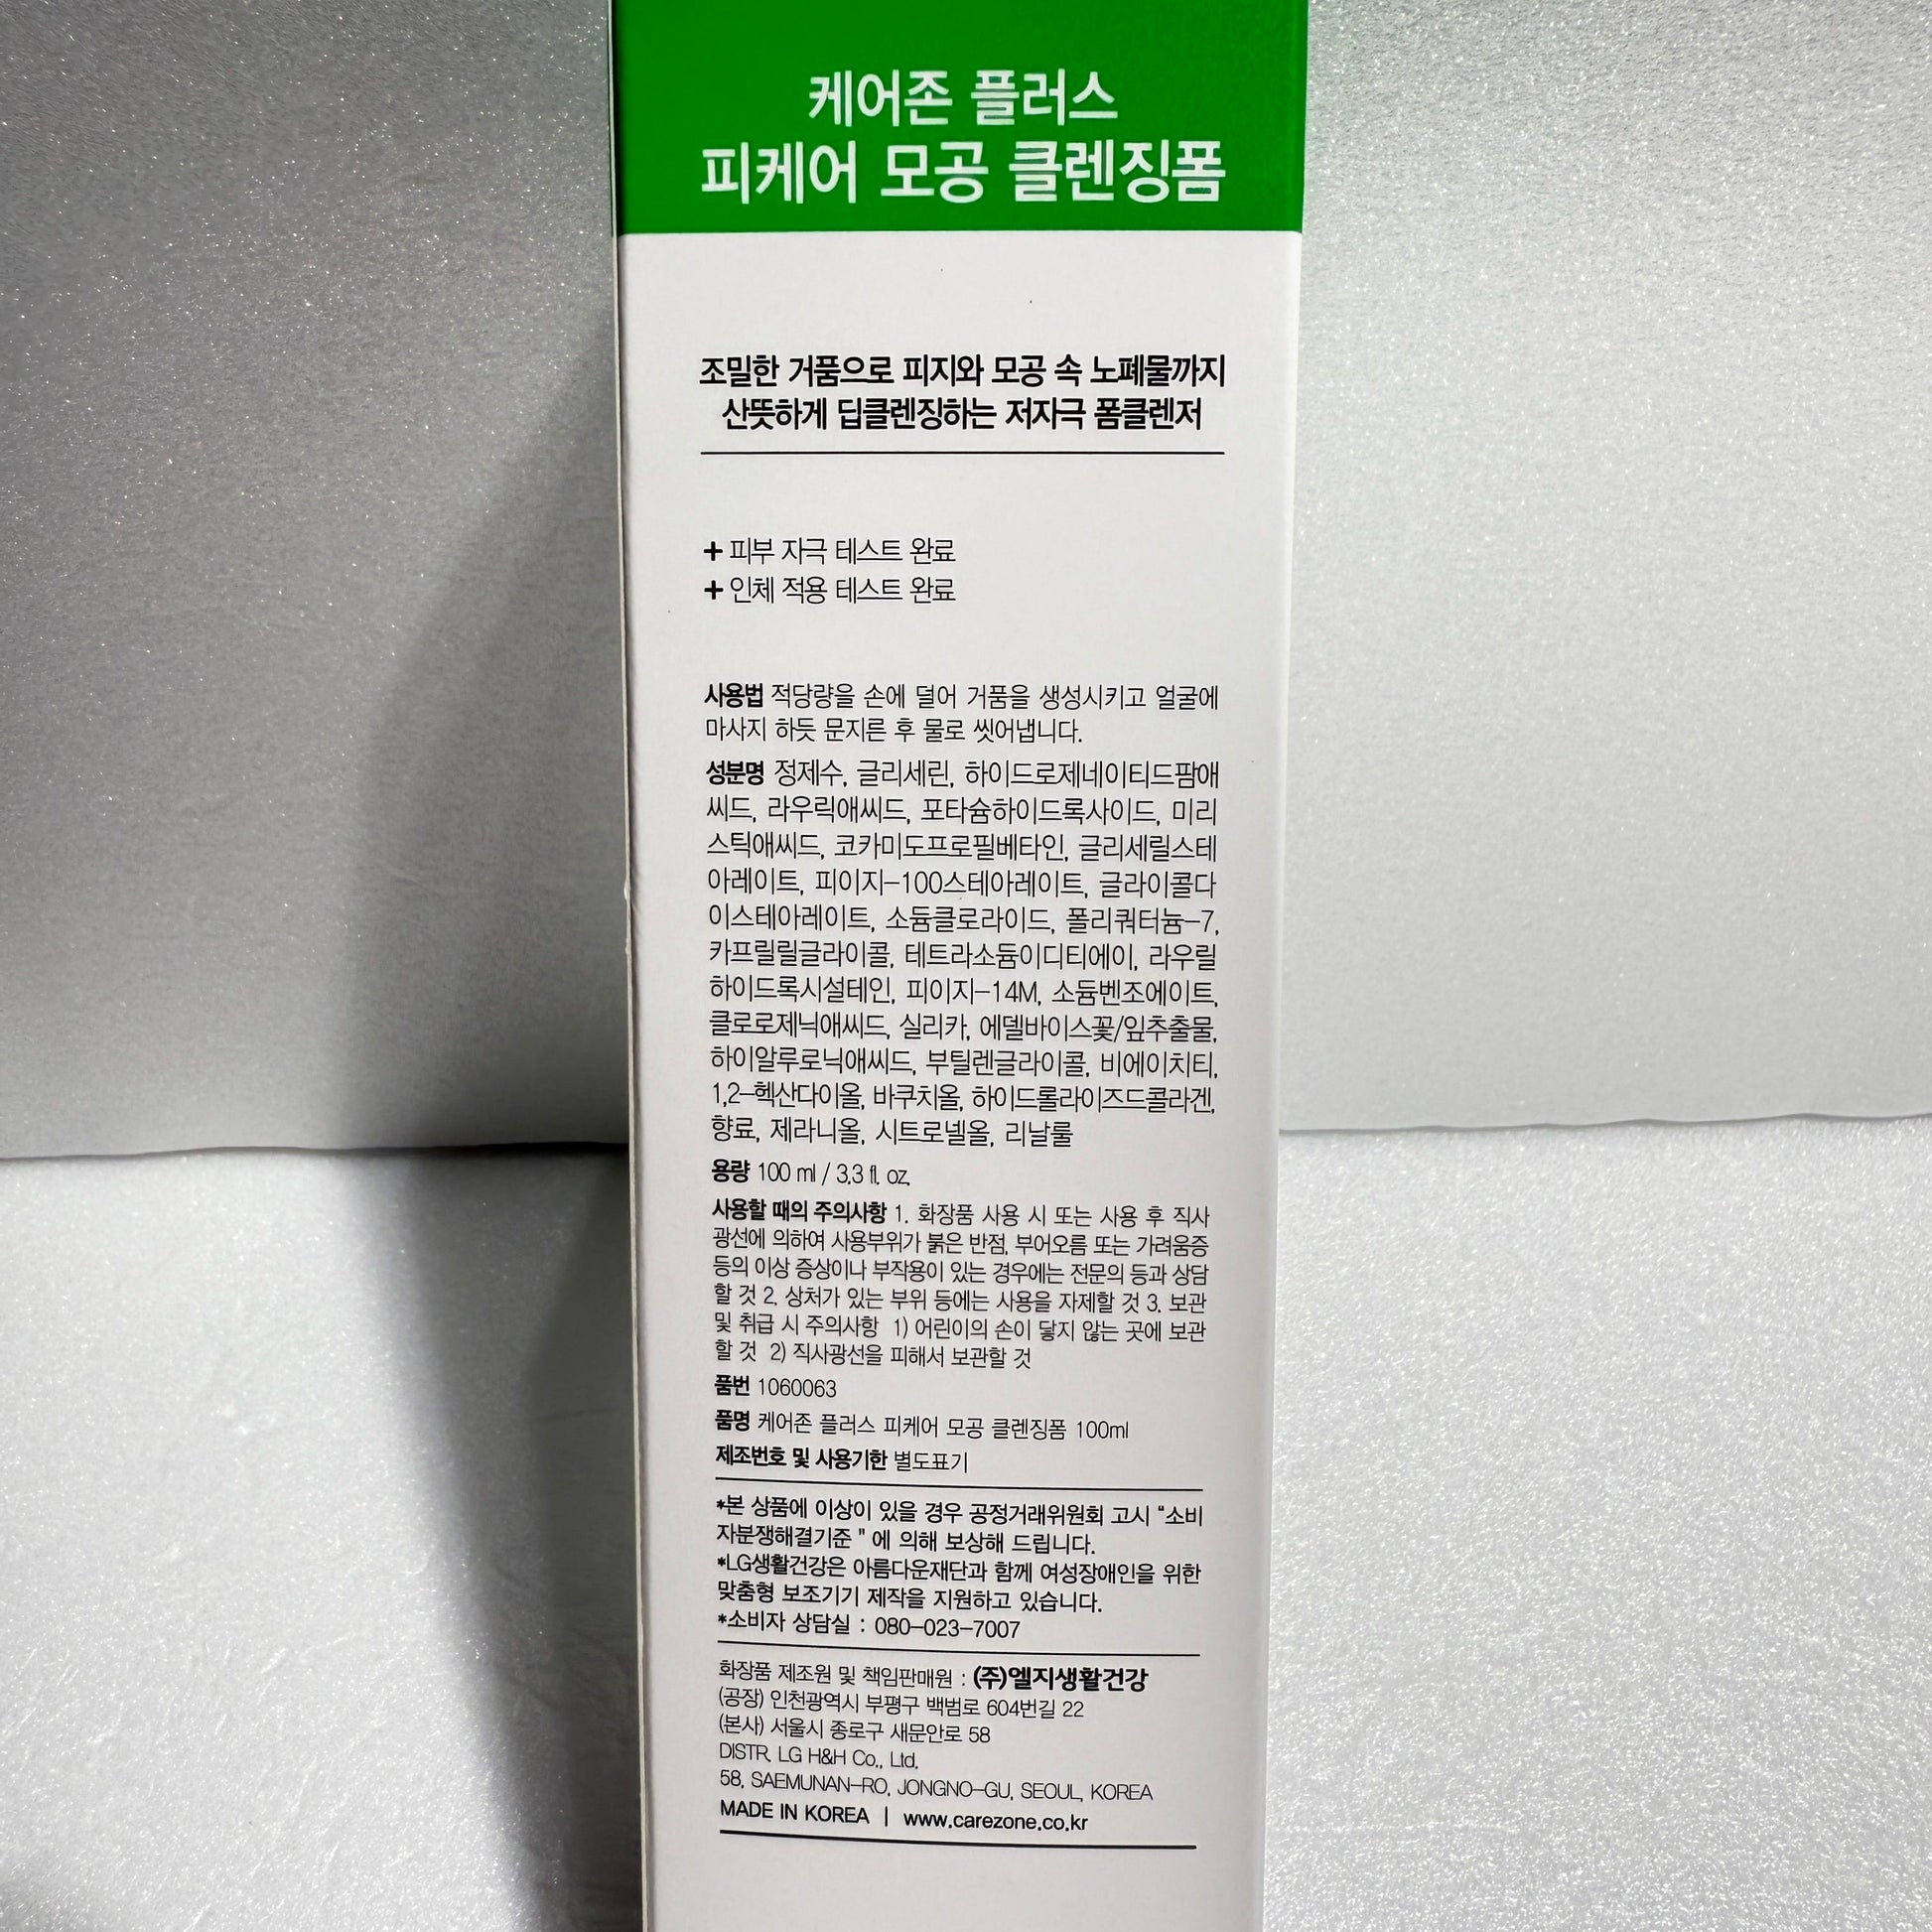 케어존 플러스
피케어 모공 클렌징폼
조밀한 거품으로 피지와 모공 속 노폐물까지
산뜻하게 딥클렌징하는 저자극 폼클렌저
+ 피부 자극 테스트 완료
+ 인체 적용 테스트 완료
사용법 적당량을 손에 덜어 거품을 생성시키고 얼굴에
마사지 하듯 문지른 후 물로 씻어냅니다.
성분명 정제수, 글리세린, 하이드로제네이티드팜애
씨드, 라우릭애씨드, 포타슘하이드록사이드, 미리
스틱애씨드, 코카미도프로필베타인, 글리세릴스테
아레이트, 피이지-100스테아레이트, 글라이콜다
이스테아레이트, 소듐클로라이드, 폴리쿼터늄-7,
카프릴릴글라이콜, 테트라소듐이디티에이, 라우릴
하이드록시설테인, 피이지-14M, 소듐벤조에이트,
클로로제닉애씨드, 실리카, 에델바이스꽃/잎추출물,
하이알루로닉애씨드, 부틸렌글라이콜, 비에이치티,
1,2-헥산다이올, 바쿠치올, 하이드롤라이즈드콜라겐,
향료, 제라니올, 시트로넬올, 리날룰
용량 100 ml / 3.3 fl. oz.
사용할 때의 주의사항 1. 화장품 사용 시 또는 사용 후 직사
광선에 의하여 사용부위가 붉은 반점, 부어오름 또는 가려움증
등의 이상 증상이나 부작용이 있는 경우에는 전문의 등과 상담
할 것 2. 상처가 있는 부위 등에는 사용을 자제할 것 3. 보관
및 취급 시 주의사항 1) 어린이의 손이 닿지 않는 곳에 보관
할 것 2) 직사광선을 피해서 보관할 것
품번 1060063
품명 케어존 플러스 피케어 모공 클렌징폼 100ml
제조번호 및 사용기한 별도표기
*본 상품에 이상이 있을 경우 공정거래위원회 고시 "소비
자분쟁해결기준 " 에 의해 보상해 드립니다.
*LG생활건강은 아름다운재단과 함께 여성장애인을 위한
맞춤형 보조기기 제작을 지원하고 있습니다.
*소비자 상담실 : 080-023-7007
화장품 제조원 및 책임판매원 : (주)엘지생활건강
(공장) 인천광역시 부평구 백범로 604번길 22
(본사) 서울시 종로구 새문안로 58
DISTR. LG H&H Co., Ltd.
58, SAEMUNAN-RO, JONGNO-GU, SEOUL, KOREA
MADE IN KOREA | www.carezone.co.kr